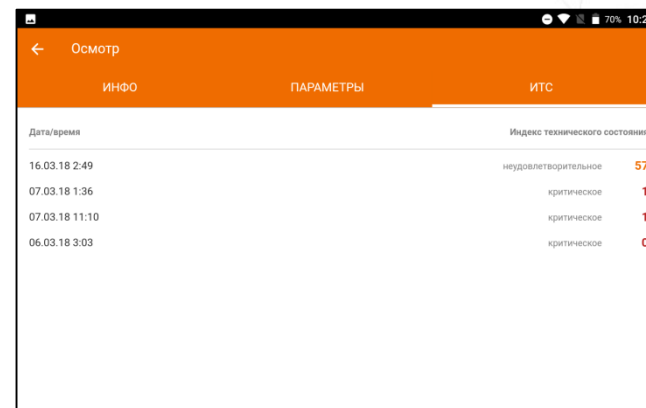 70% 10:2
Осмотр
ИНФО ПАРАМЕТРЫ ИТС
Дата/время Индекс технического состояния
16.03.18 2:49 неудовлетворительное 57
07.03.18 1:36 критическое 1
07.03.18 11:10 критическое 1
06.03.18 3:03 критическое 0